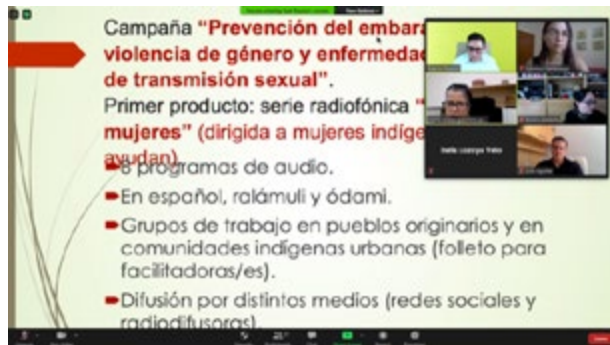 Campaña “Prevención del embara
violencia de género y enfermedad
de transmisión sexual”.
Primer producto: serie radiofónica “
mujeres” (dirigida a mujeres indíge
ayudan)
8 programas de audio.
En español, ralámuli y ódami.
Grupos de trabajo en pueblos originarios y en
comunidades indígenas urbanas (folleto para
facilitadoras/es).
Difusión por distintos medios (redes sociales y
radiodifusoras).